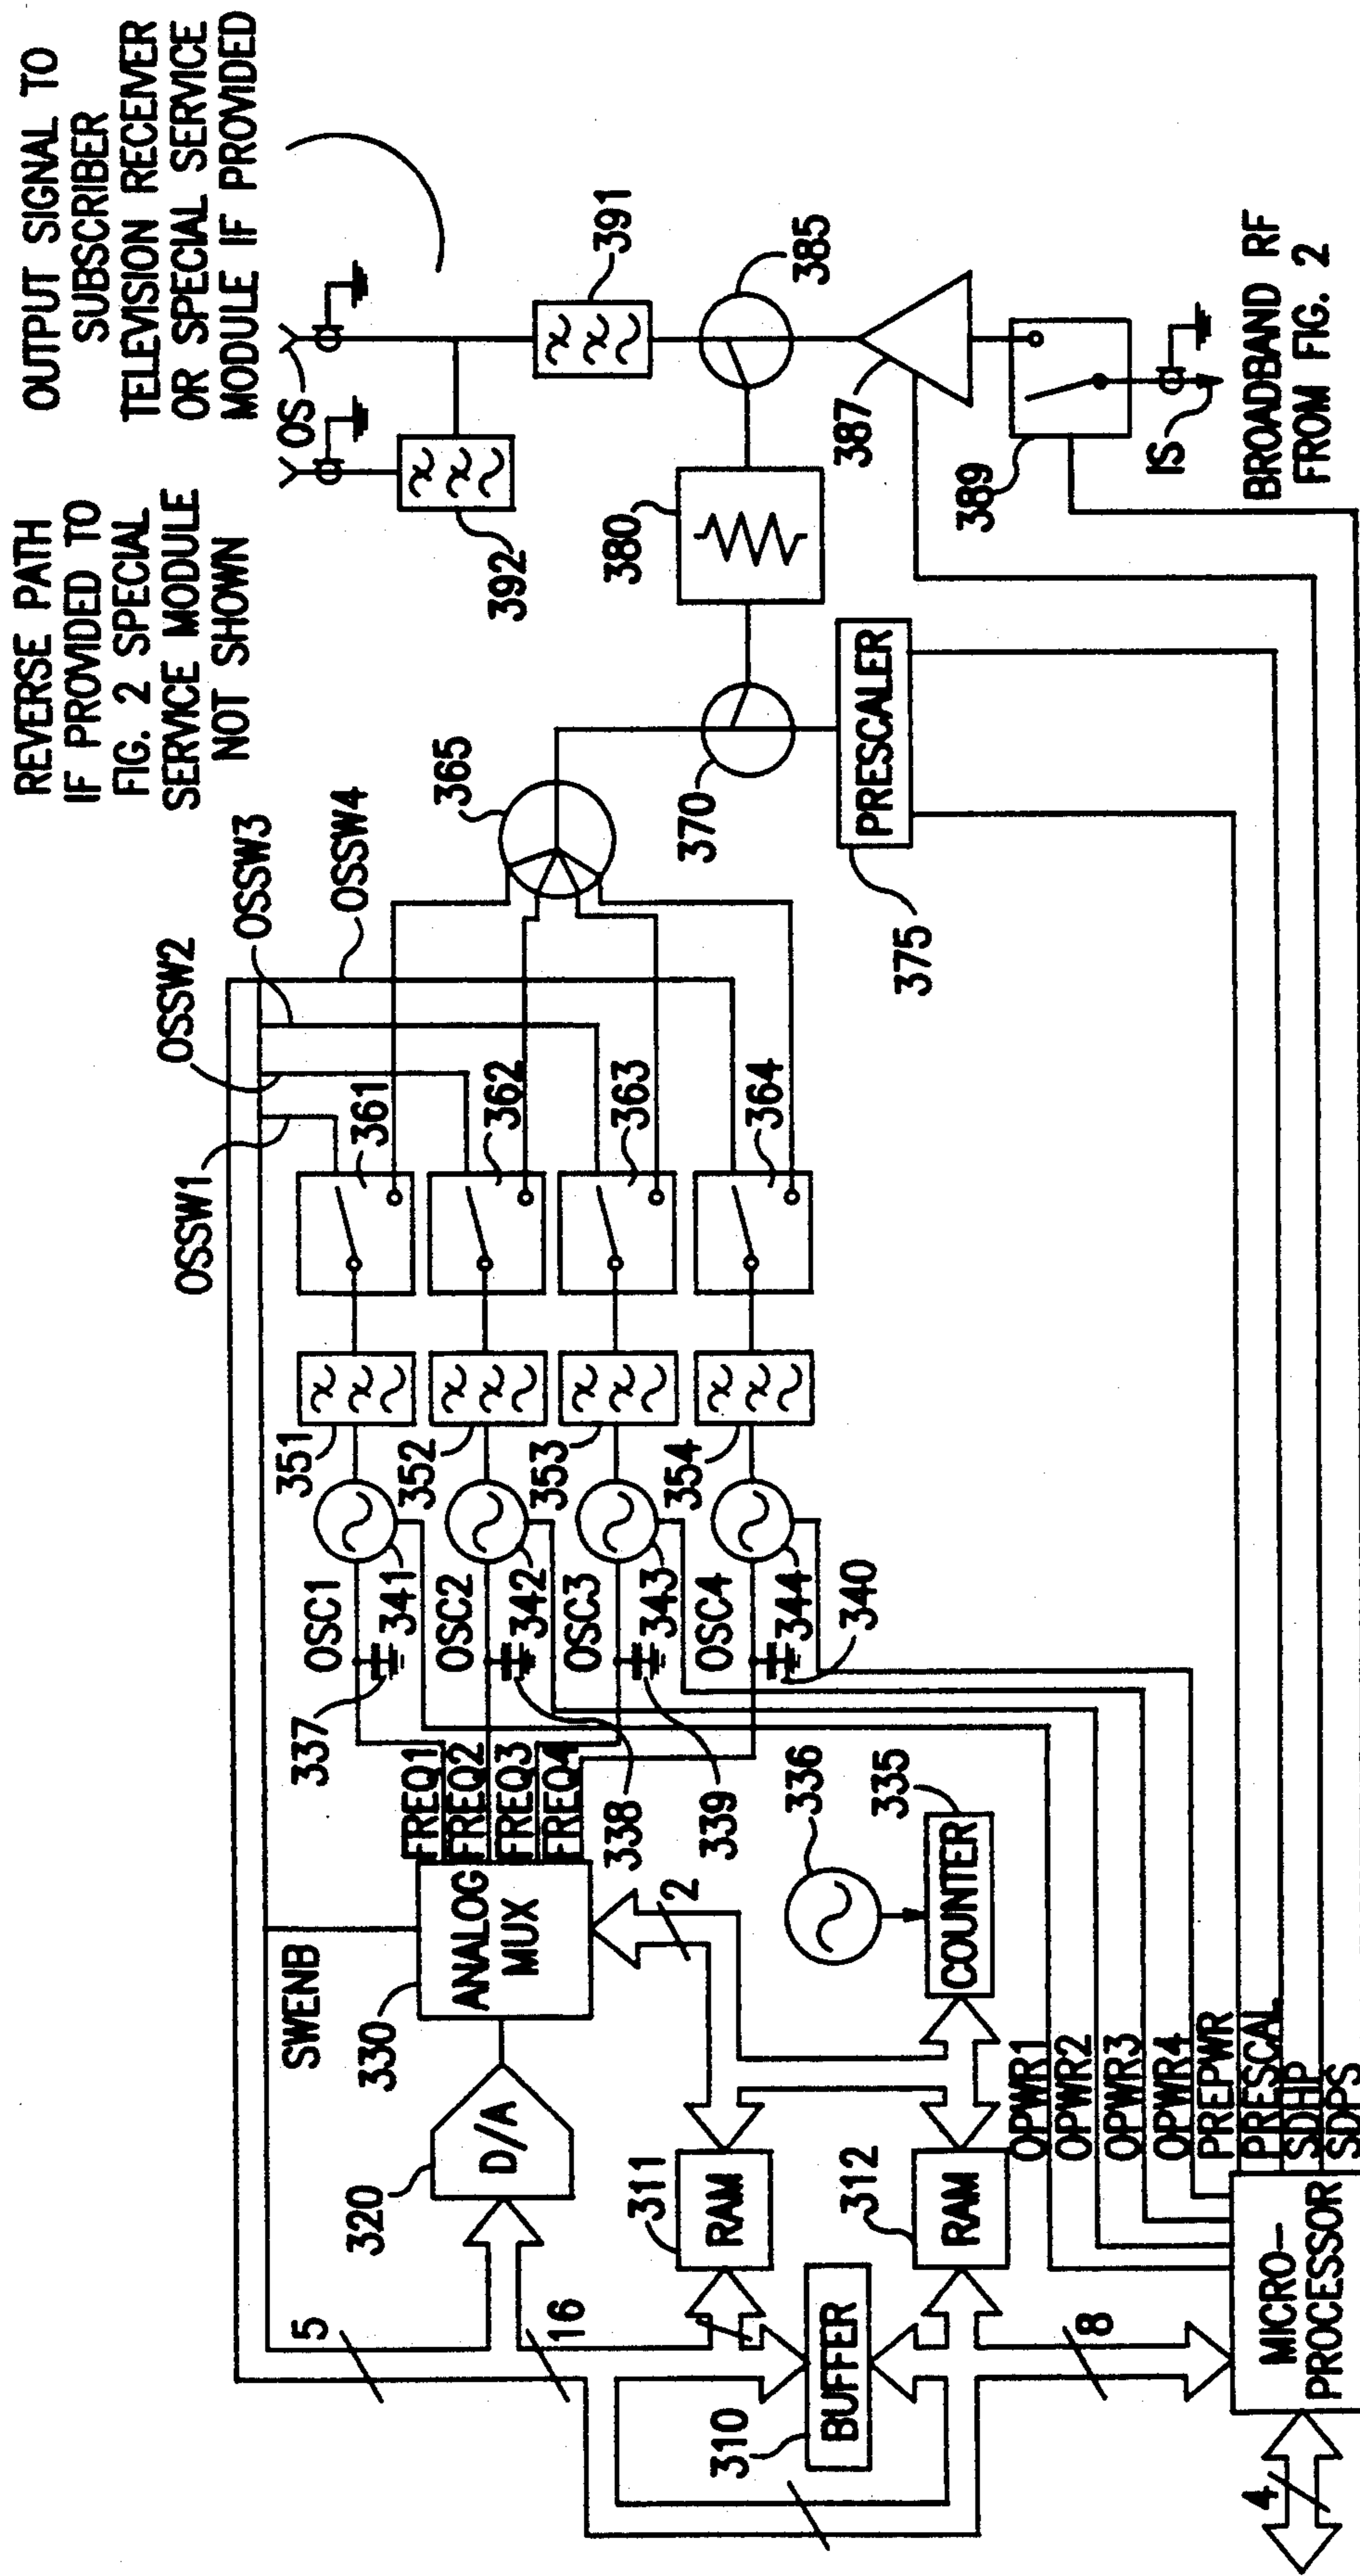 REVERSE PATH
IF PROVIDED TO
FIG. 2 SPECIAL
SERVICE MODULE
NOT SHOWN
OUTPUT SIGNAL TO
SUBSCRIBER
TELEVISION RECEIVER
OR SPECIAL SERVICE
MODULE IF PROVIDED
OSSW1
OSSW2
OSSW3
OSSW4
OS
5
SWENB
16
320
D/A
330
ANALOG
MUX
FREQ1
FREQ2
FREQ3
FREQ4
337
338
339
340
OSC1
OSC2
OSC3
OSC4
341
342
343
344
351
352
353
354
361
362
363
364
365
370
375
PRESCALER
380
385
387
389
391
392
IS
BROADBAND RF
FROM FIG. 2
311
RAM
312
RAM
2
336
335
COUNTER
310
BUFFER
8
4
MICRO-
PROCESSOR
OPWR1
OPWR2
OPWR3
OPWR4
PREPWR
PRESCAL
SDHP
SDPS